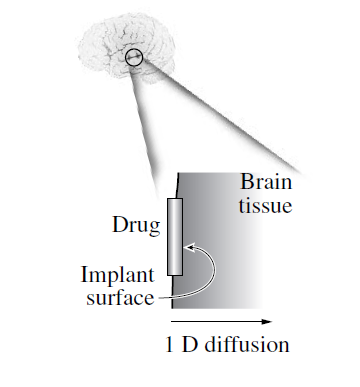 Brain
tissue
Drug
Implant
surface
1 D diffusion